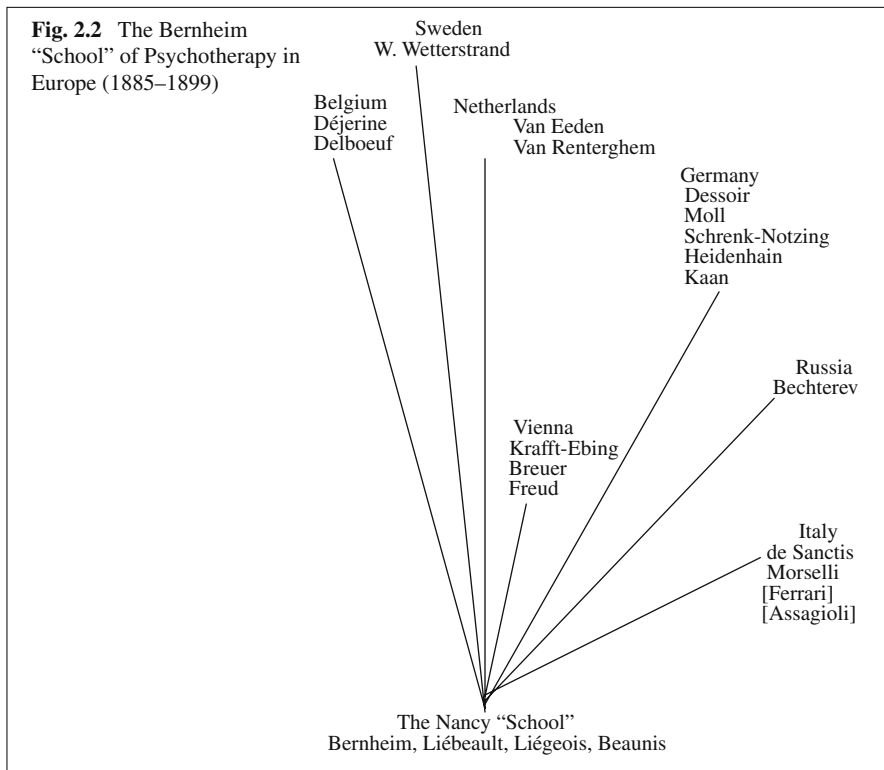 Fig. 2.2 The Bernheim
“School” of Psychotherapy in
Europe (1885–1899)
Sweden
W. Wetterstrand
Belgium
Déjerine
Delboeuf
Netherlands
Van Eeden
Van Renterghem
Germany
Dessoir
Moll
Schrenk-Notzing
Heidenhain
Kaan
Russia
Bechterev
Vienna
Krafft-Ebing
Breuer
Freud
Italy
de Sanctis
Morselli
[Ferrari]
[Assagioli]
The Nancy “School”
Bernheim, Liébeault, Liégeois, Beaunis